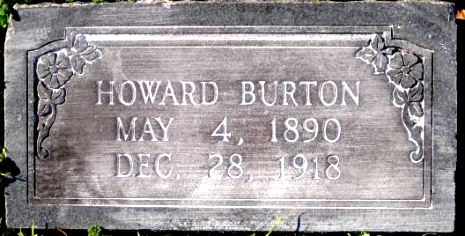 HOWARD BURTON
MAY 4, 1890
DEC. 28, 1918